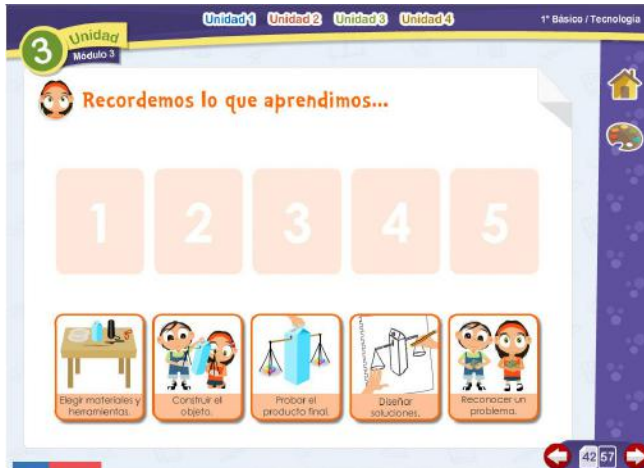 Unidad 1 Unidad 2 Unidad 3 Unidad 4
1° Básico / Tecnología
3 Unidad
Módulo 3
Recordemos lo que aprendimos...
1 2 3 4 5
Elegir materiales y
herramientas.
Construir el
objeto.
Probar el
producto final.
Diseñar
soluciones.
Reconocer un
problema.
42 57